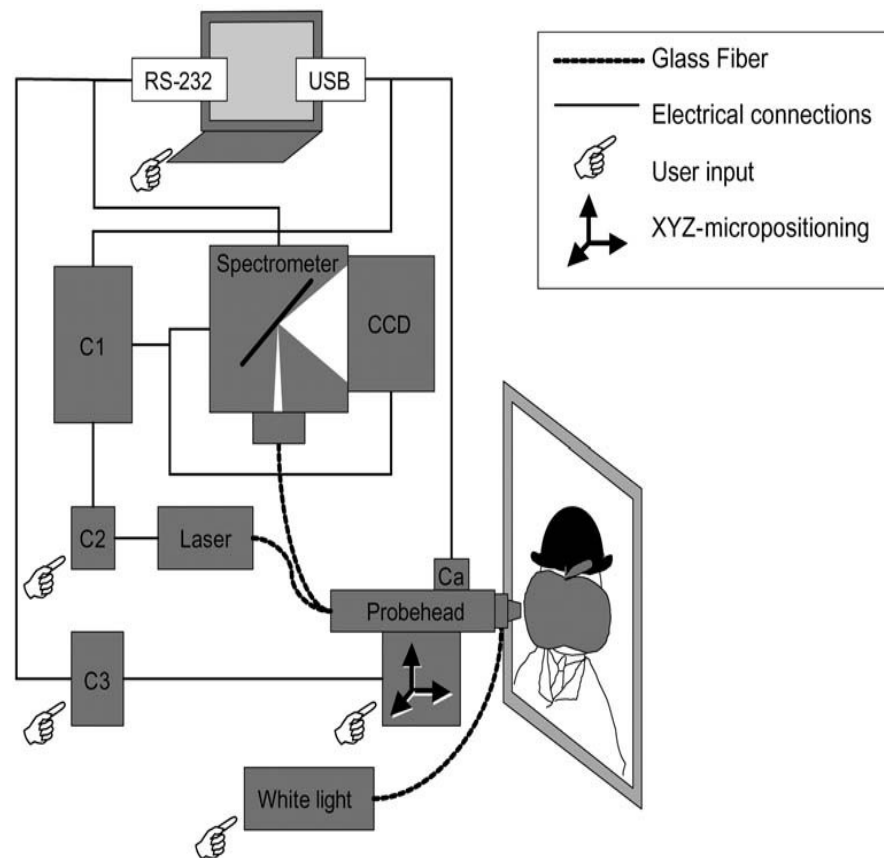 RS-232
USB
Glass Fiber
Electrical connections
User input
XYZ-micropositioning
Spectrometer
CCD
C1
C2
Laser
Ca
Probehead
C3
White light